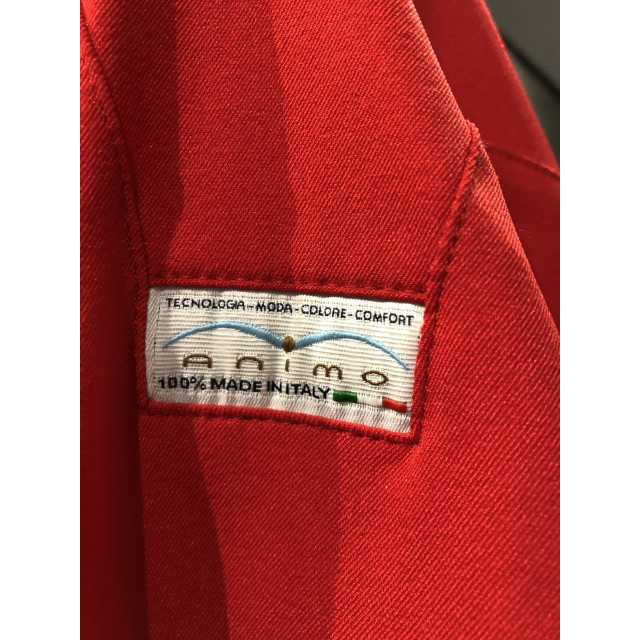 TECNOLOGIA-MODA-COLORE-COMFORT
Animo
100% MADE IN ITALY